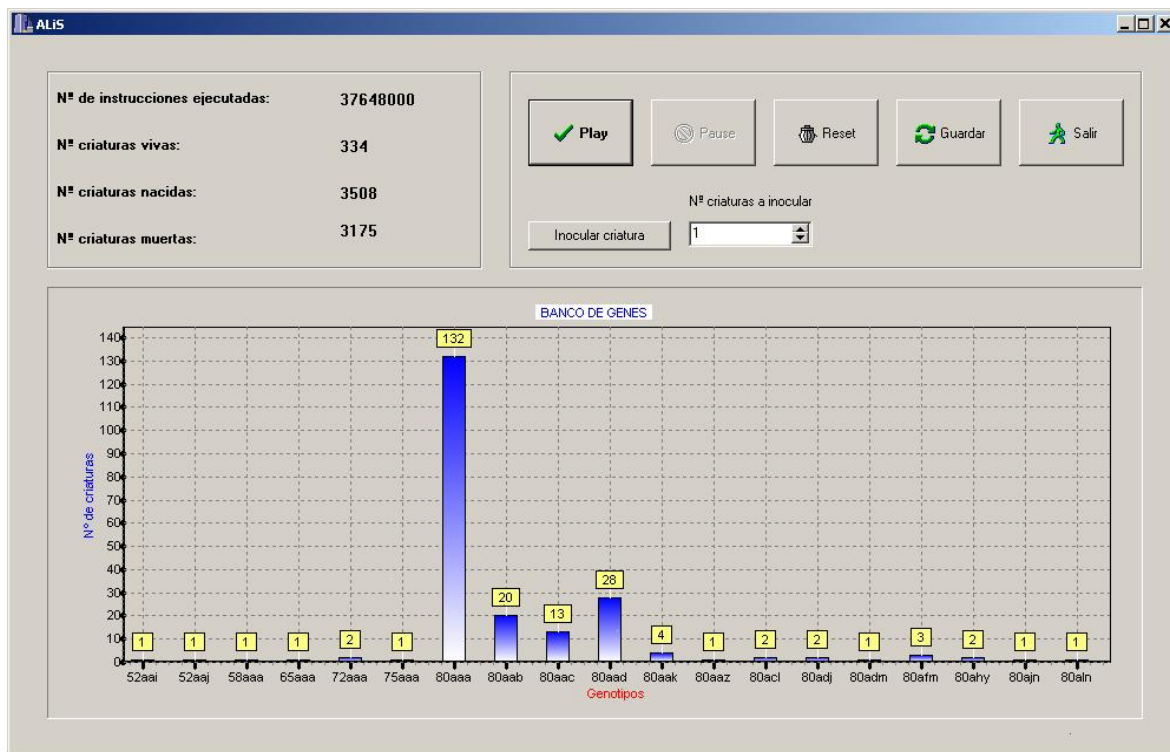 ALiS
Nº de instrucciones ejecutadas: 37648000
Nº criaturas vivas: 334
Nº criaturas nacidas: 3508
Nº criaturas muertas: 3175
Play
Pause
Reset
Guardar
Salir
Nº criaturas a inocular
Inocular criatura
1
BANCO DE GENES
Nº de criaturas
140
130
120
110
100
90
80
70
60
50
40
30
20
10
0
1 1 1 1 2 1 132 20 13 28 4 1 2 2 1 3 2 1 1
52aai 52aaj 58aaa 65aaa 72aaa 75aaa 80aaa 80aab 80aac 80aad 80aak 80aaz 80acl 80adj 80adm 80afm 80ahy 80ajn 80aln
Genotipos